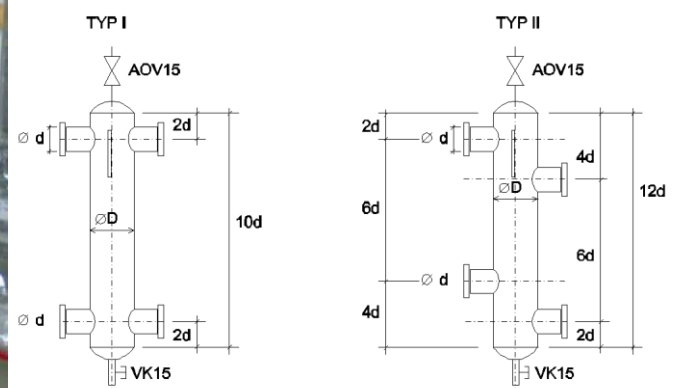 TYP I
AOV15
2d
Ø d
ØD
10d
Ø d
2d
VK15
TYP II
AOV15
2d
Ø d
4d
ØD
12d
6d
6d
Ø d
4d
2d
VK15